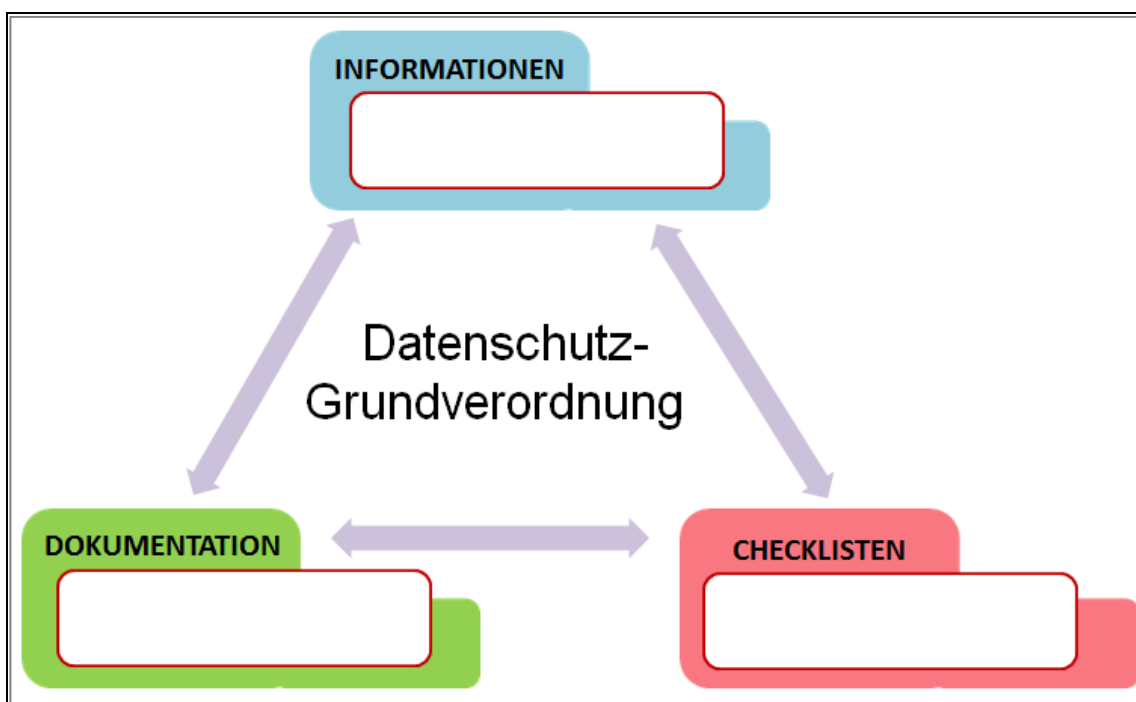 INFORMATIONEN
Datenschutz-
Grundverordnung
DOKUMENTATION
CHECKLISTEN